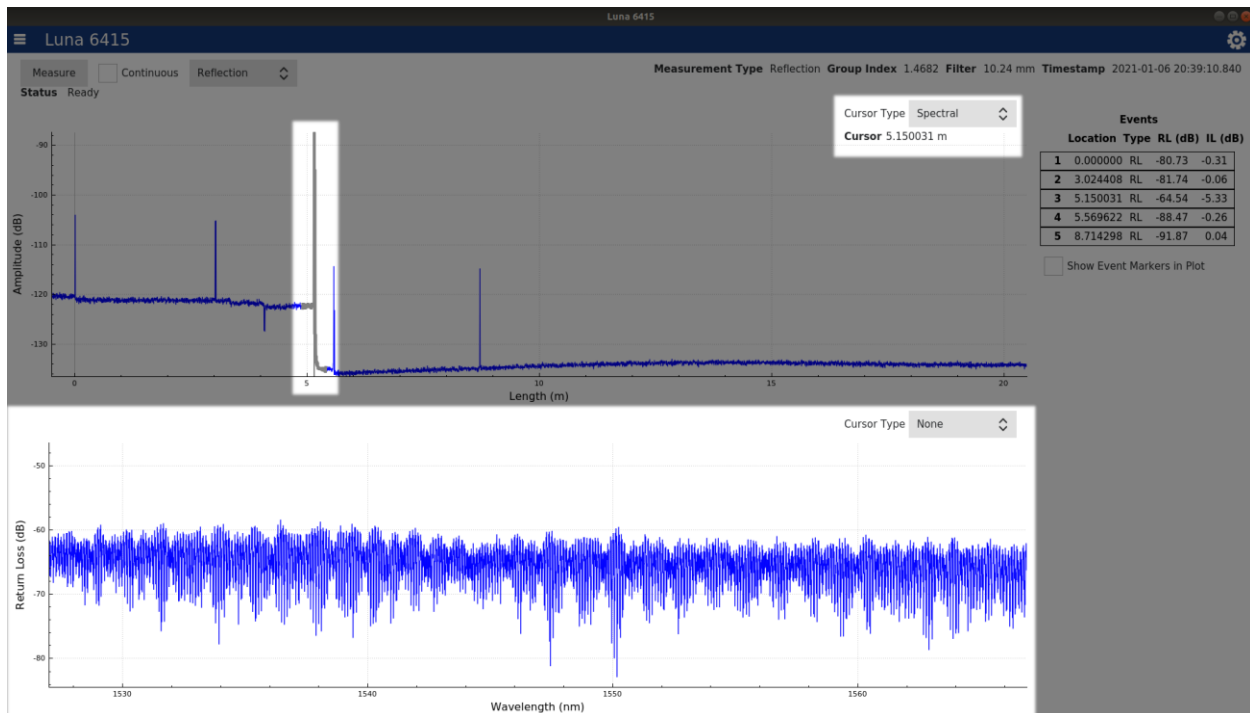 Luna 6415
Luna 6415
Measure Continuous Reflection
Measurement Type Reflection Group Index 1.4682 Filter 10.24 mm Timestamp 2021-01-06 20:39:10.840
Status Ready
Cursor Type Spectral
Cursor 5.150031 m
Amplitude (dB)
-90
-100
-110
-120
-130
0 5 10 15 20
Length (m)
Events
Location Type RL (dB) IL (dB)
1 0.000000 RL -80.73 -0.31
2 3.024408 RL -81.74 -0.06
3 5.150031 RL -64.54 -5.33
4 5.569622 RL -88.47 -0.26
5 8.714298 RL -91.87 0.04
Show Event Markers in Plot
Cursor Type None
Return Loss (dB)
-50
-60
-70
-80
1530 1540 1550 1560
Wavelength (nm)